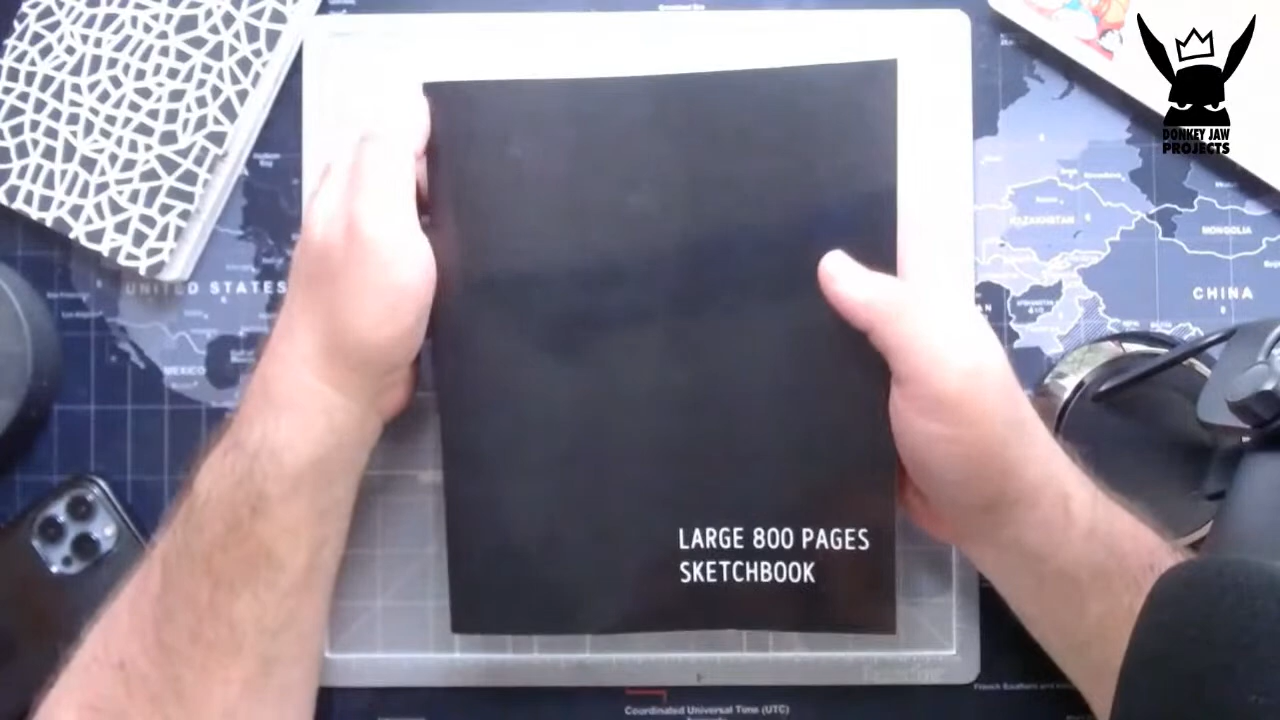 DONKEY JAW
PROJECTS
KAZAKHSTAN
MONGOLIA
UNITED STATES
CHINA
MEXICO
LARGE 800 PAGES
SKETCHBOOK
Coordinated Universal Time (UTC)